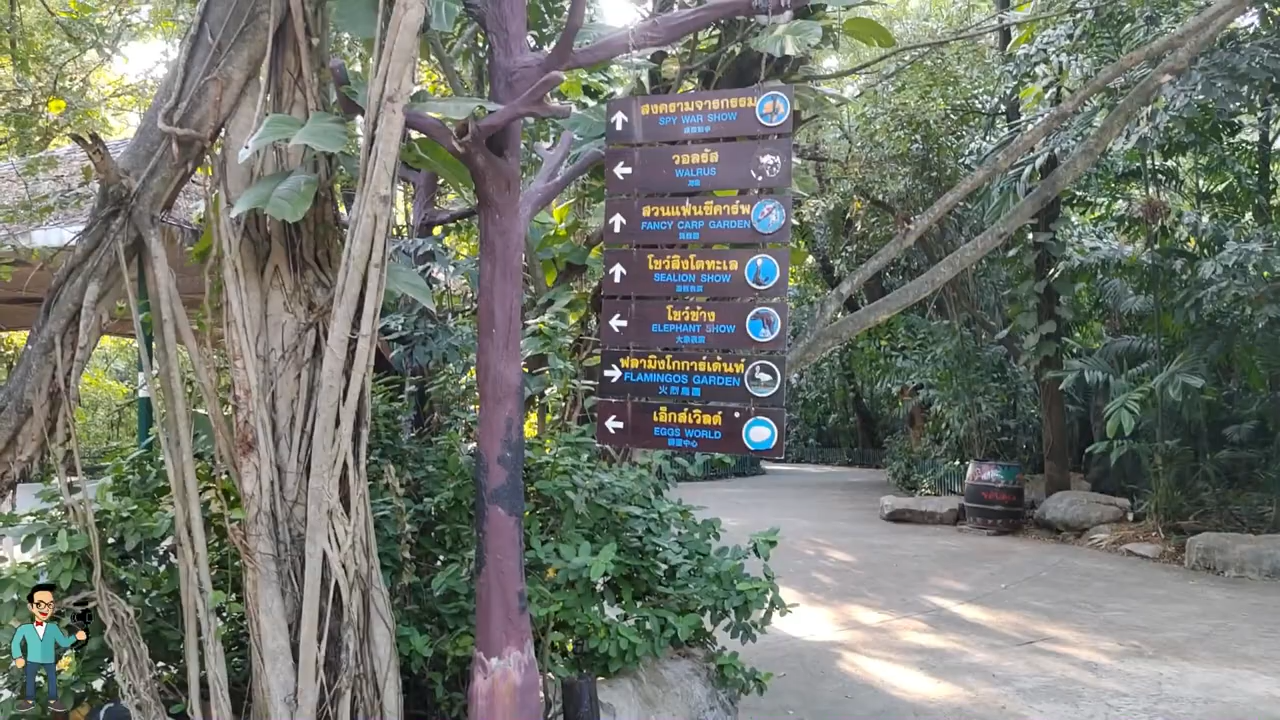 สงครามจารกรรม
SPY WAR SHOW
วอลรัส
WALRUS
สวนแฟนซีคาร์พ
FANCY CARP GARDEN
โชว์สิงโตทะเล
SEALION SHOW
โชว์ช้าง
ELEPHANT SHOW
大象表演
ฟลามิงโกการ์เด้นท์
FLAMINGOS GARDEN
火烈鳥園
เอ็กส์เวิลด์
EGGS WORLD